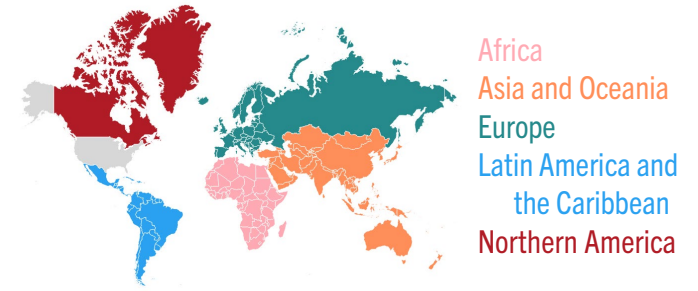 Africa
Asia and Oceania
Europe
Latin America and
the Caribbean
Northern America